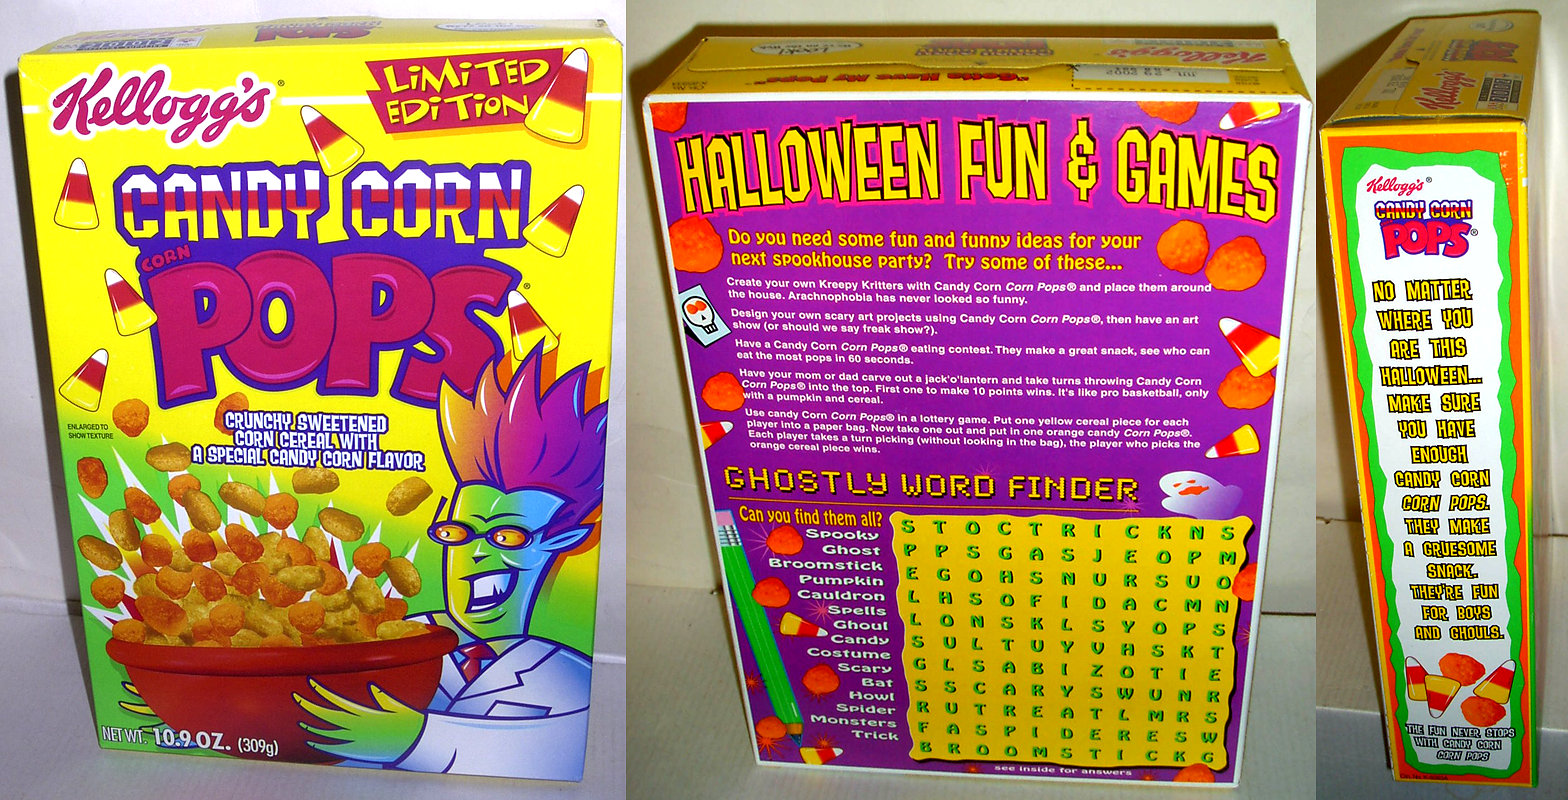 Kellogg's®
LiMiTED
EDiTiON
CANDY CORN
CORN
POPS®
ENLARGED TO
SHOW TEXTURE
CRUNCHY SWEETENED
CORN CEREAL WITH
A SPECIAL CANDY CORN FLAVOR
NET WT. 10.9 OZ. (309g)
"Gotta Have My Pops"
HALLOWEEN FUN & GAMES
Do you need some fun and funny ideas for your
next spookhouse party? Try some of these...
Create your own Kreepy Kritters with Candy Corn Corn Pops® and place them around
the house. Arachnophobia has never looked so funny.
Design your own scary art projects using Candy Corn Corn Pops®, then have an art
show (or should we say freak show?).
Have a Candy Corn Corn Pops® eating contest. They make a great snack, see who can
eat the most pops in 60 seconds.
Have your mom or dad carve out a jack'o'lantern and take turns throwing Candy Corn
Corn Pops® into the top. First one to make 10 points wins. It's like pro basketball, only
with a pumpkin and cereal.
Use candy Corn Corn Pops® in a lottery game. Put one yellow cereal piece for each
player into a paper bag. Now take one out and put in one orange candy Corn Pops®.
Each player takes a turn picking (without looking in the bag), the player who picks the
orange cereal piece wins.
GHOSTLY WORD FINDER
Can you find them all?
Spooky
Ghost
Broomstick
Pumpkin
Cauldron
Spells
Ghoul
Candy
Costume
Scary
Bat
Howl
Spider
Monsters
Trick
S T O C T R I C K N S
P P S G A S J E O P M
E G O H S N U R S U O
L H S O F I D A C M N
L O N S K L S Y O P S
S U L T U Y V H S K T
G L S A B I Z O T I E
S S C A R Y S W U N R
R U T R E A T L M R S
F A S P I D E R E S W
B R O O M S T I C K G
see inside for answers
Kellogg's®
CANDY CORN
POPS®
NO MATTER
WHERE YOU
ARE THIS
HALLOWEEN...
MAKE SURE
YOU HAVE
ENOUGH
CANDY CORN
CORN POPS.
THEY MAKE
A GRUESOME
SNACK.
THEY'RE FUN
FOR BOYS
AND GHOULS.
THE FUN NEVER STOPS
WITH CANDY CORN
CORN POPS